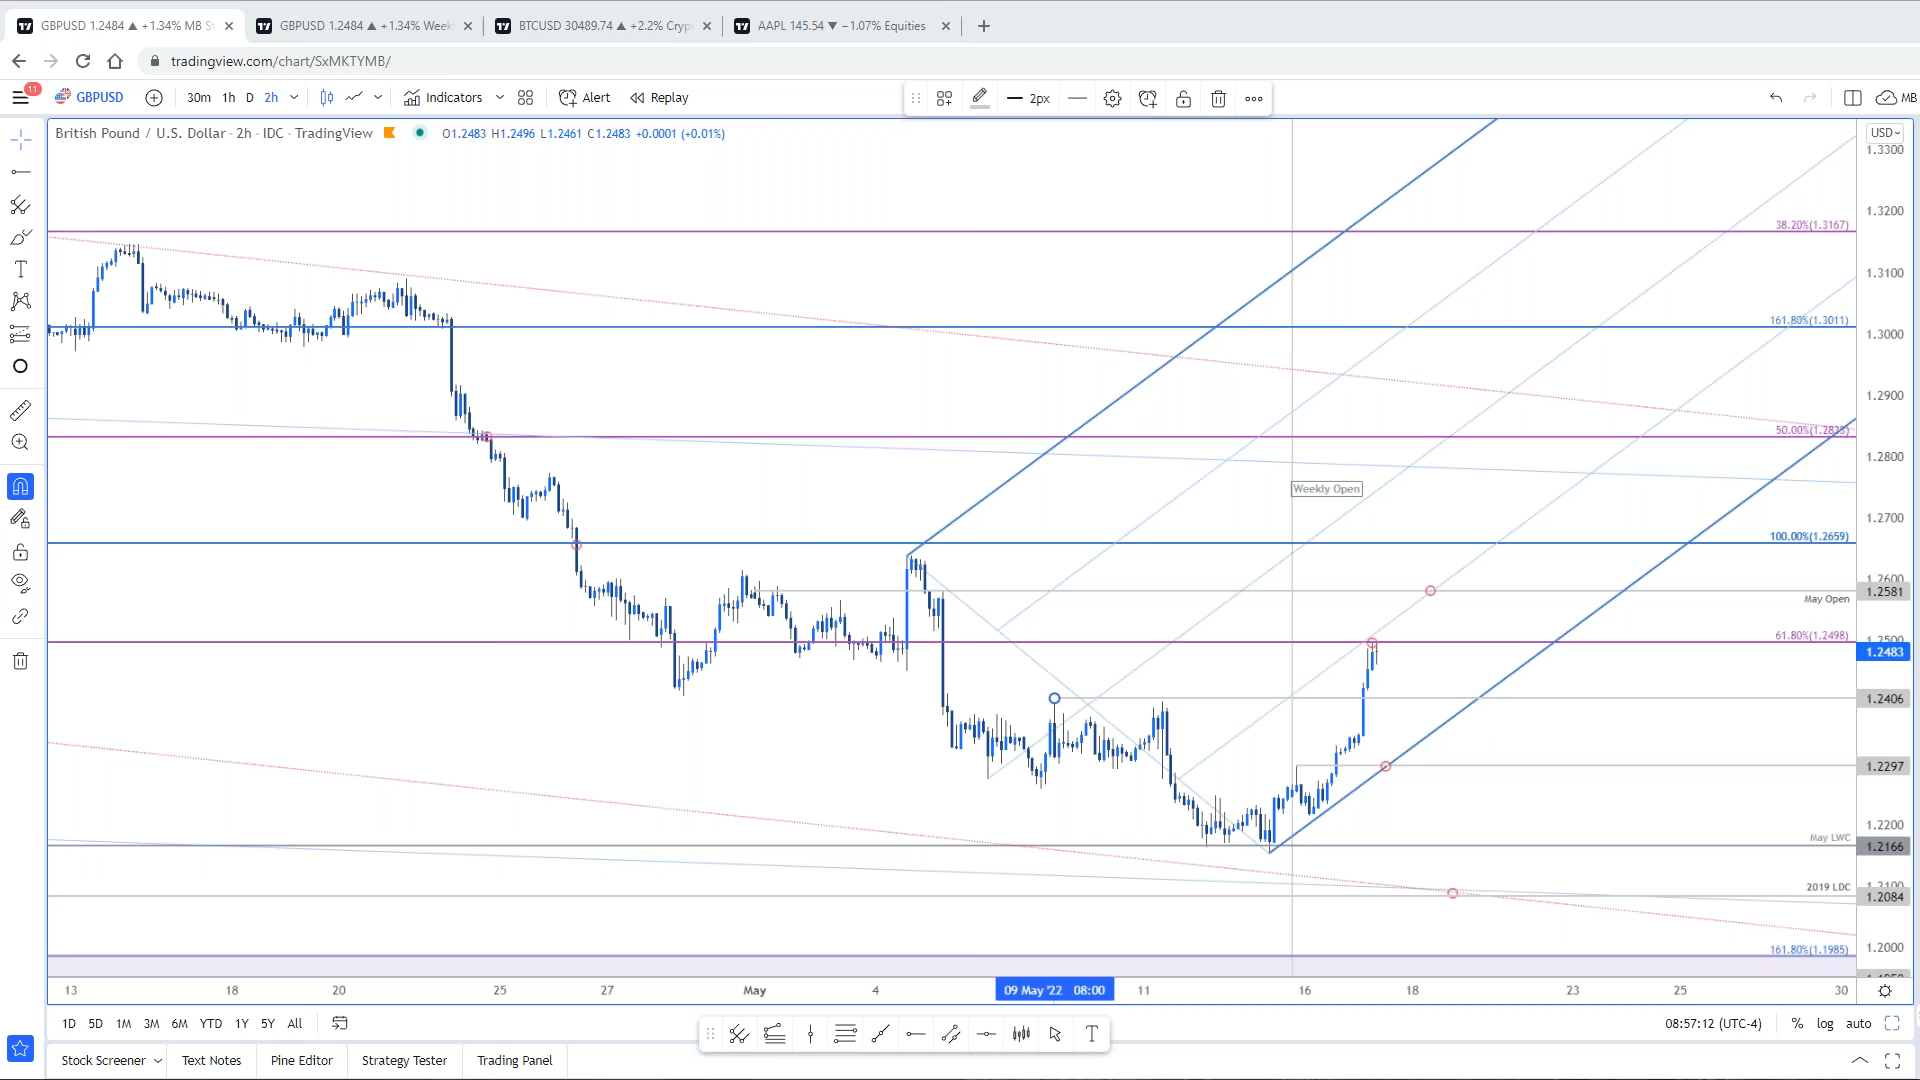 GBPUSD 1.2484 ▲ +1.34% MB St
GBPUSD 1.2484 ▲ +1.34% Week
BTCUSD 30489.74 ▲ +2.2% Cryp
AAPL 145.54 ▼ −1.07% Equities
tradingview.com/chart/SxMKTYMB/
11
GBPUSD
30m 1h D 2h
Indicators
Alert
Replay
2px
MB
British Pound / U.S. Dollar · 2h · IDC · TradingView
O1.2483 H1.2496 L1.2461 C1.2483 +0.0001 (+0.01%)
USD
1.3300
1.3200
38.20%(1.3167)
1.3100
161.80%(1.3011)
1.3000
1.2900
50.00%(1.2833)
1.2800
Weekly Open
1.2700
100.00%(1.2659)
1.2600
1.2581
May Open
61.80%(1.2498)
1.2500
1.2483
1.2406
1.2297
1.2200
May LWC
1.2166
1.2100
2019 LDC
1.2084
161.80%(1.1985)
1.2000
13 18 20 25 27 May 4 09 May '22 08:00 11 16 18 23 25 30
1D 5D 1M 3M 6M YTD 1Y 5Y All
08:57:12 (UTC-4)
% log auto
T
Stock Screener
Text Notes
Pine Editor
Strategy Tester
Trading Panel